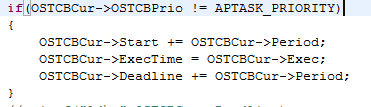 if(OSTCBCur->OSTCBPrio != APTASK_PRIORITY)
{
OSTCBCur->Start += OSTCBCur->Period;
OSTCBCur->ExecTime = OSTCBCur->Exec;
OSTCBCur->Deadline += OSTCBCur->Period;
}